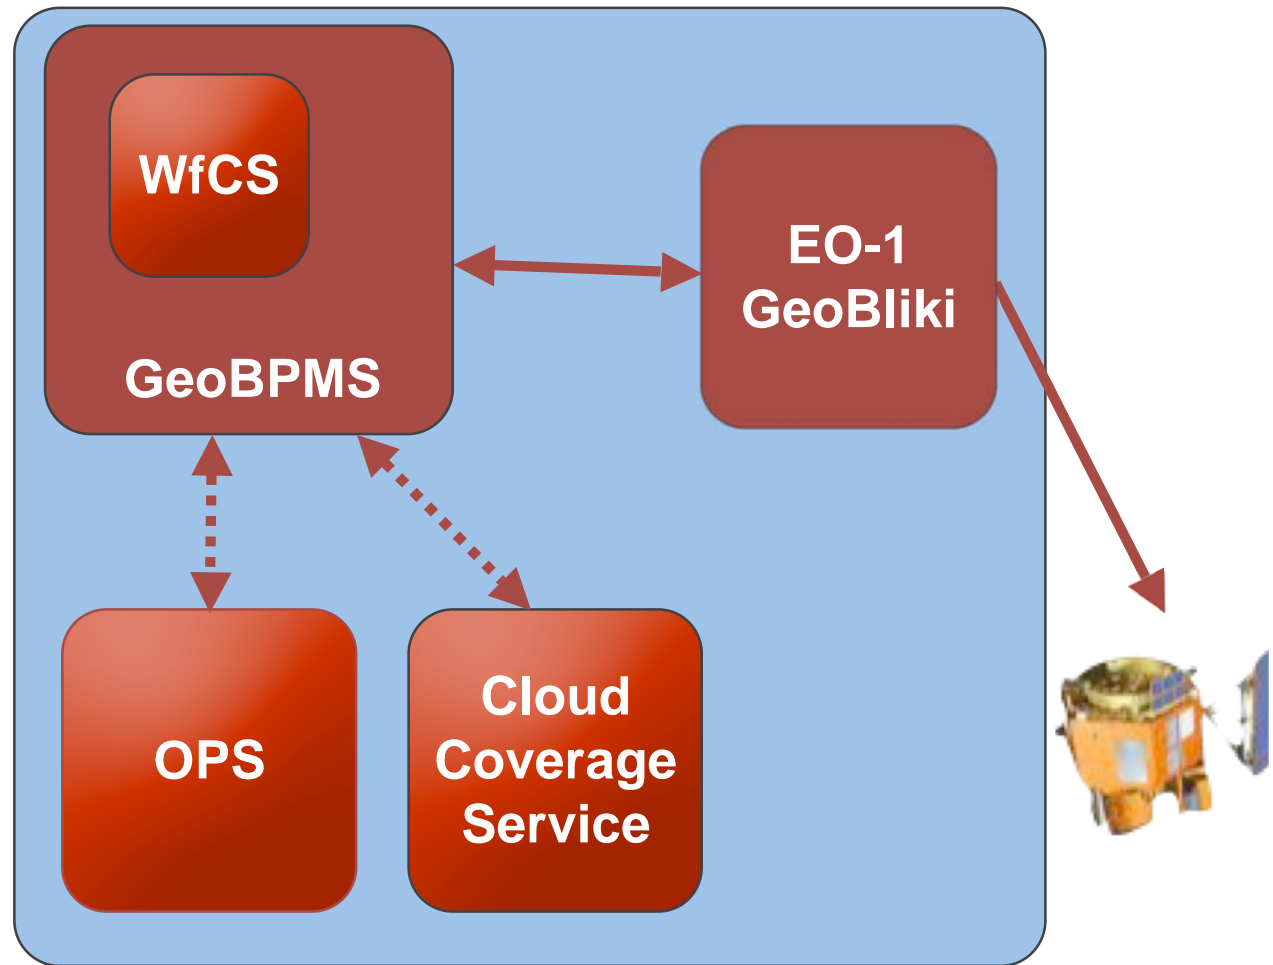 WfCS
GeoBPMS
EO-1
GeoBliki
OPS
Cloud
Coverage
Service